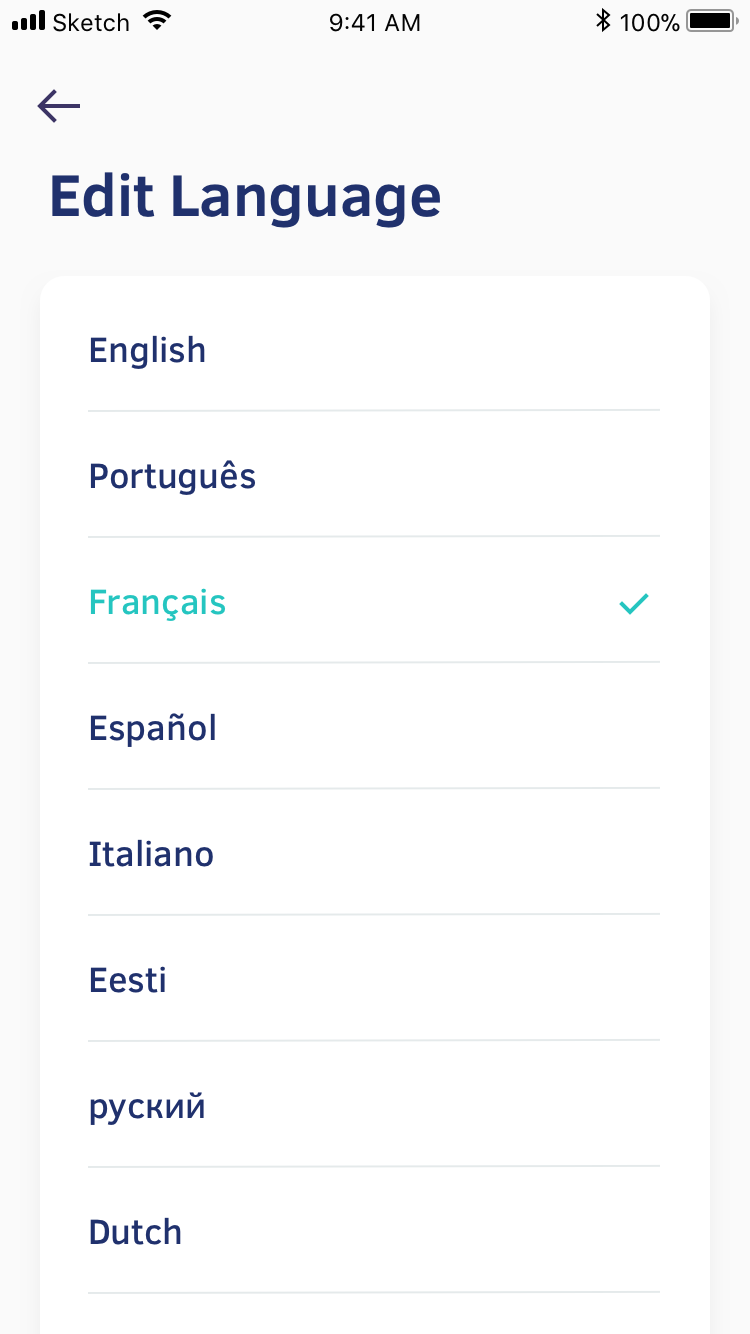 Sketch 9:41 AM 100%
Edit Language
English
Português
Français
Español
Italiano
Eesti
руский
Dutch